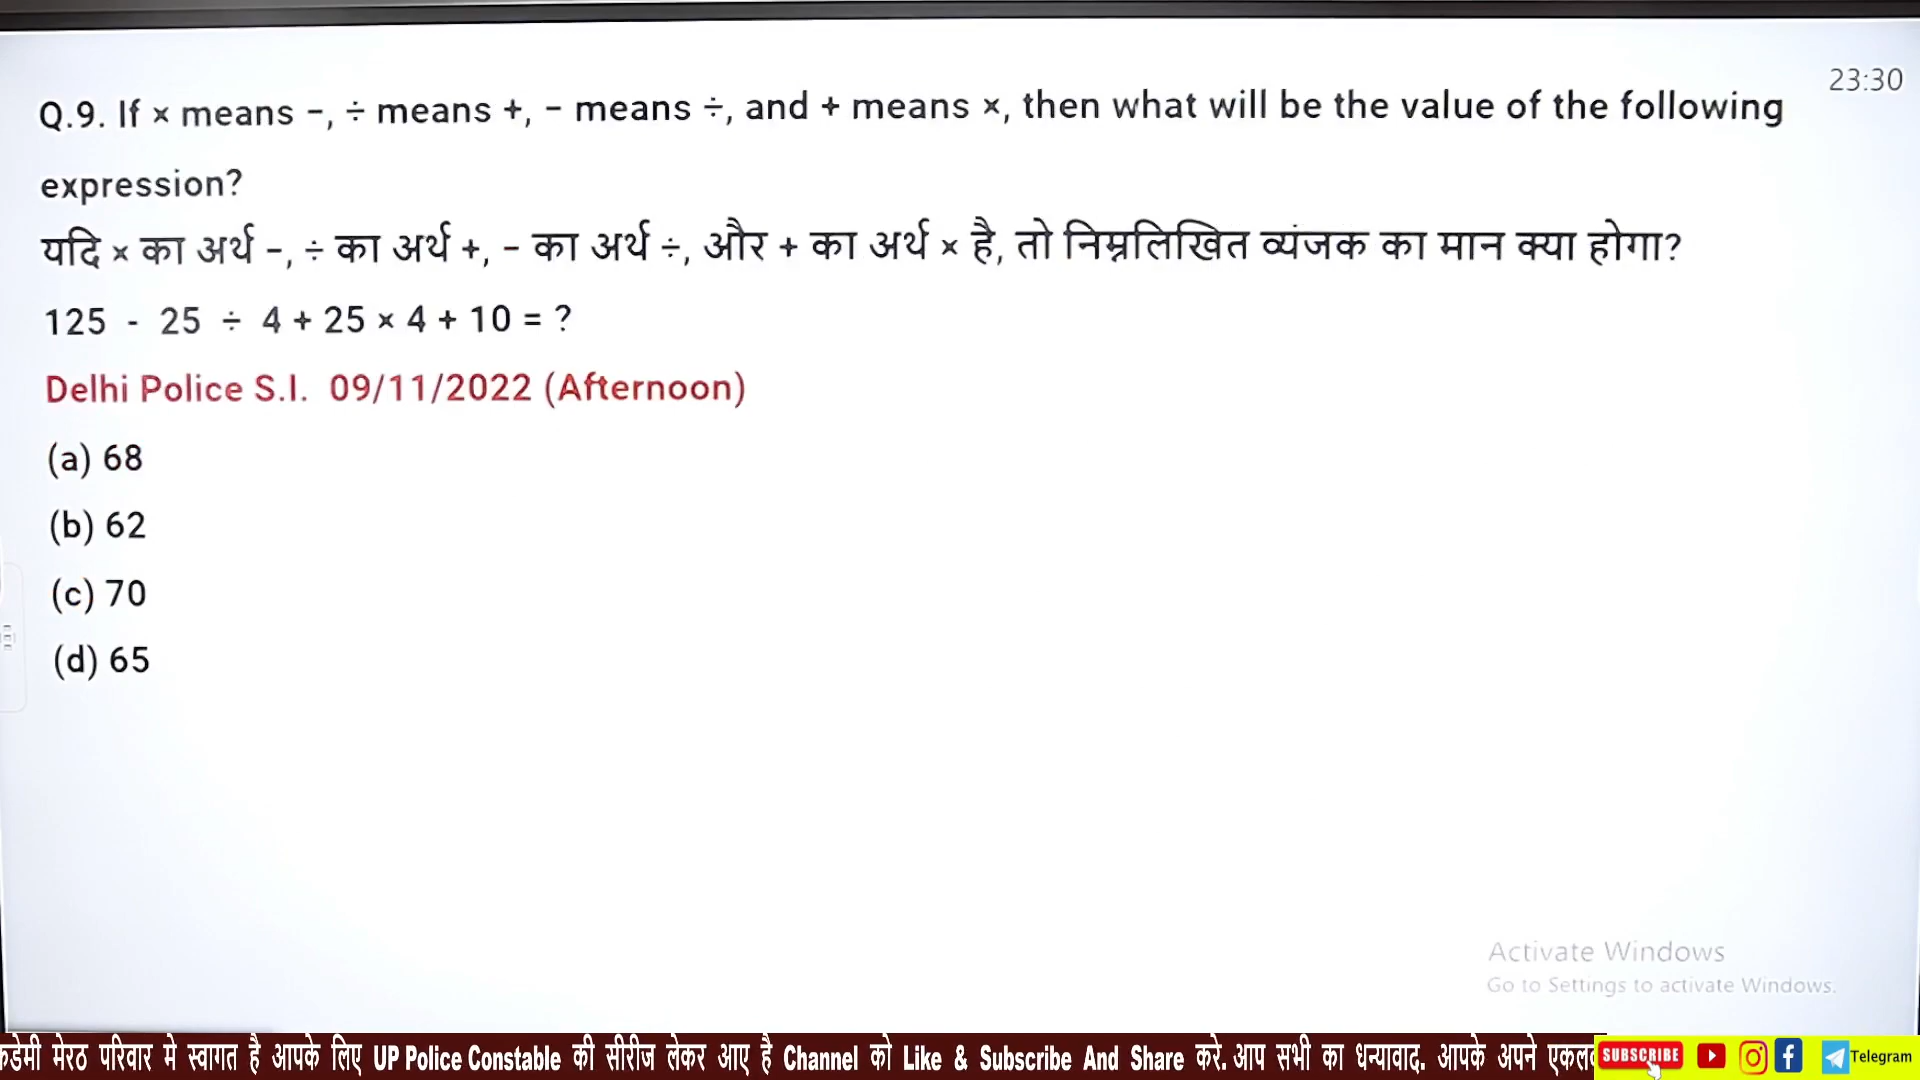 23:30
Q.9. If × means −, ÷ means +, − means ÷, and + means ×, then what will be the value of the following
expression?
यदि × का अर्थ −, ÷ का अर्थ +, − का अर्थ ÷, और + का अर्थ × है, तो निम्नलिखित व्यंजक का मान क्या होगा?
125 - 25 ÷ 4 + 25 × 4 + 10 = ?
Delhi Police S.I. 09/11/2022 (Afternoon)
(a) 68
(b) 62
(c) 70
(d) 65
Activate Windows
Go to Settings to activate Windows.
मेरठ परिवार मे स्वागत है आपके लिए UP Police Constable की सीरीज लेकर आए है Channel को Like & Subscribe And Share करे. आप सभी का धन्यावाद. आपके अपने
SUBSCRIBE
Telegram